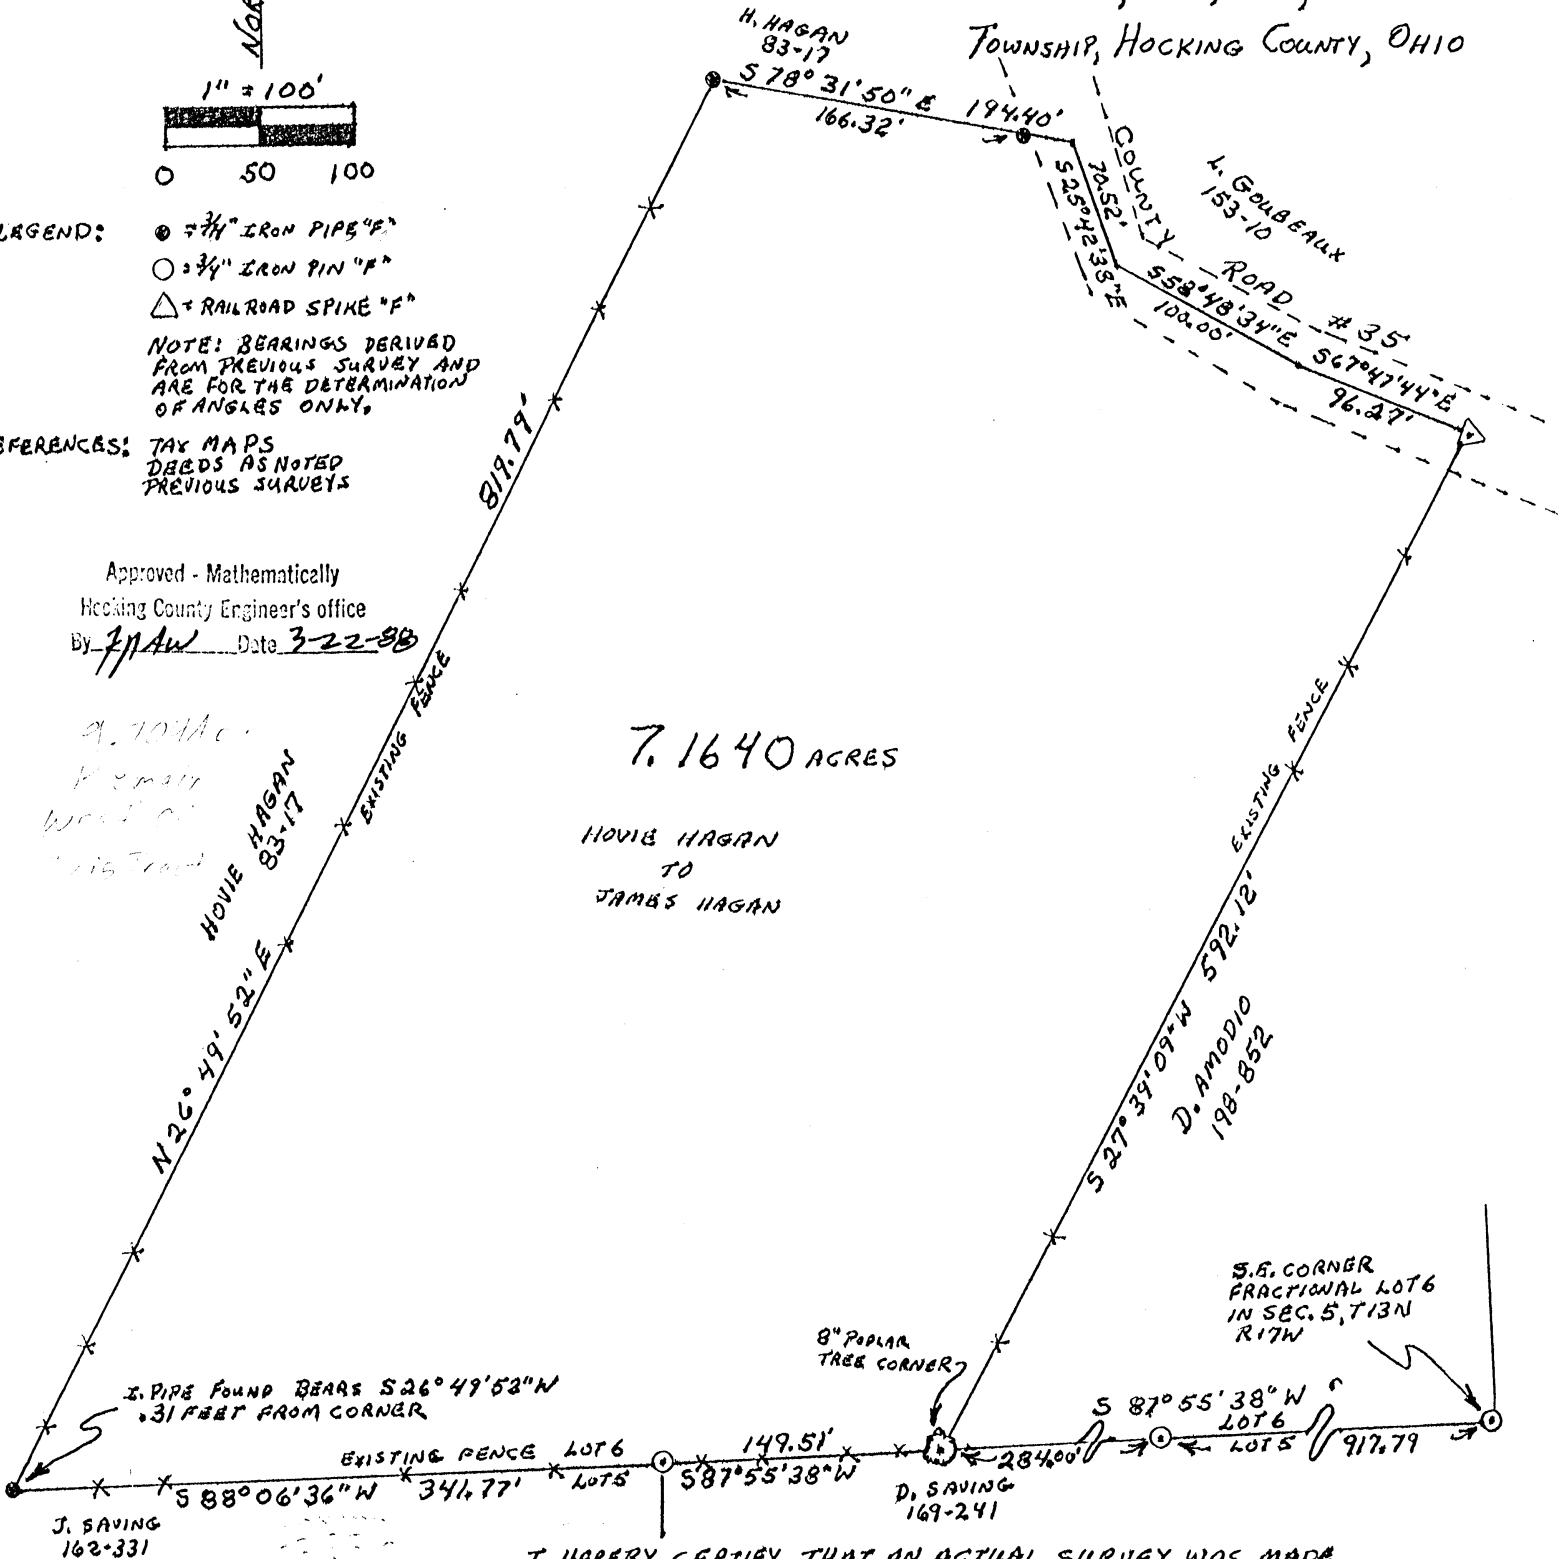 TOWNSHIP, HOCKING COUNTY, OHIO
1" = 100'
0 50 100
LEGEND:
= 3/4" IRON PIPE "F"
= 3/4" IRON PIN "F"
= RAILROAD SPIKE "F"
NOTE: BEARINGS DERIVED
FROM PREVIOUS SURVEY AND
ARE FOR THE DETERMINATION
OF ANGLES ONLY.
EFERENCES: TAX MAPS
DEEDS AS NOTED
PREVIOUS SURVEYS
Approved - Mathematically
Hocking County Engineer's office
By Date 3-22-88
H. HAGAN
83-17
S 78° 31' 50" E 194.40'
166.32'
70.52'
S 25° 42' 38" E
COUNTY ROAD # 35
L. GOUBEAUX
153-10
S 58° 48' 34" E
100.00'
S 67° 47' 44" E
96.27'
819.79'
EXISTING FENCE
HOVIE HAGAN
83-17
N 26° 49' 52" E
7.1640 ACRES
HOVIE HAGAN
TO
JAMES HAGAN
EXISTING FENCE
S 27° 39' 09" W 592.12'
D. AMODIO
198-852
S.E. CORNER
FRACTIONAL LOT 6
IN SEC. 5, T13N
R17W
8" POPLAR
TREE CORNER
I. PIPE FOUND BEARS S 26° 49' 52" W
.31 FEET FROM CORNER
EXISTING FENCE LOT 6
LOT 5
S 88° 06' 36" W 341.77'
149.51'
S 87° 55' 38" W
284.00'
S 87° 55' 38" W
LOT 6
LOT 5
917.79
D. SAVING
169-241
J. SAVING
162-331
I HEREBY CERTIFY THAT AN ACTUAL SURVEY WAS MADE